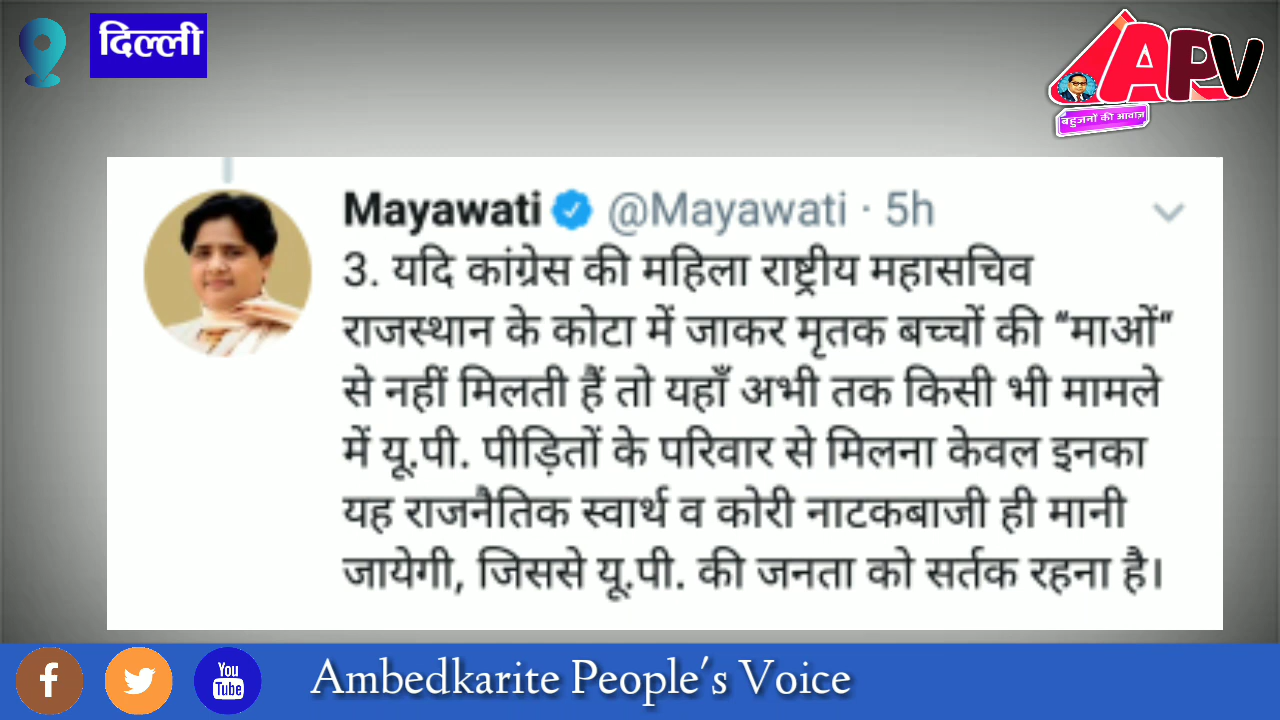 दिल्ली
APV
बहुजनों की आवाज़
Mayawati @Mayawati · 5h
3. यदि कांग्रेस की महिला राष्ट्रीय महासचिव
राजस्थान के कोटा में जाकर मृतक बच्चों की “माओं“
से नहीं मिलती हैं तो यहाँ अभी तक किसी भी मामले
में यू.पी. पीड़ितों के परिवार से मिलना केवल इनका
यह राजनैतिक स्वार्थ व कोरी नाटकबाजी ही मानी
जायेगी, जिससे यू.पी. की जनता को सर्तक रहना है।
f
You
Tube
Ambedkarite People's Voice